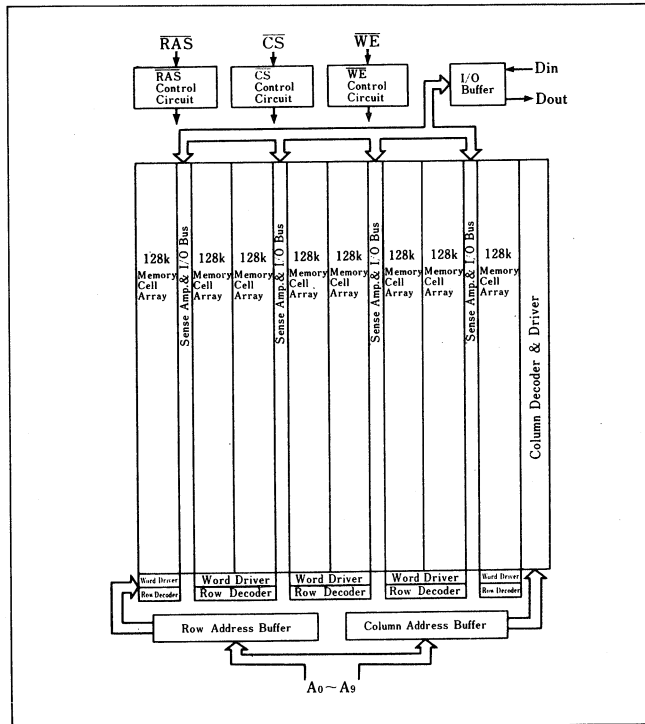 RAS
CS
WE
RAS
Control
Circuit
CS
Control
Circuit
WE
Control
Circuit
I/O
Buffer
Din
Dout
128k
Memory
Cell
Array
Sense Amp.& I/O Bus
128k
Memory
Cell
Array
128k
Memory
Cell
Array
Sense Amp.& I/O Bus
128k
Memory
Cell
Array
128k
Memory
Cell
Array
Sense Amp.& I/O Bus
128k
Memory
Cell
Array
128k
Memory
Cell
Array
Sense Amp.& I/O Bus
128k
Memory
Cell
Array
Column Decoder & Driver
Word Driver
Row Decoder
Word Driver
Row Decoder
Word Driver
Row Decoder
Word Driver
Row Decoder
Word Driver
Row Decoder
Row Address Buffer
Column Address Buffer
A0~A9